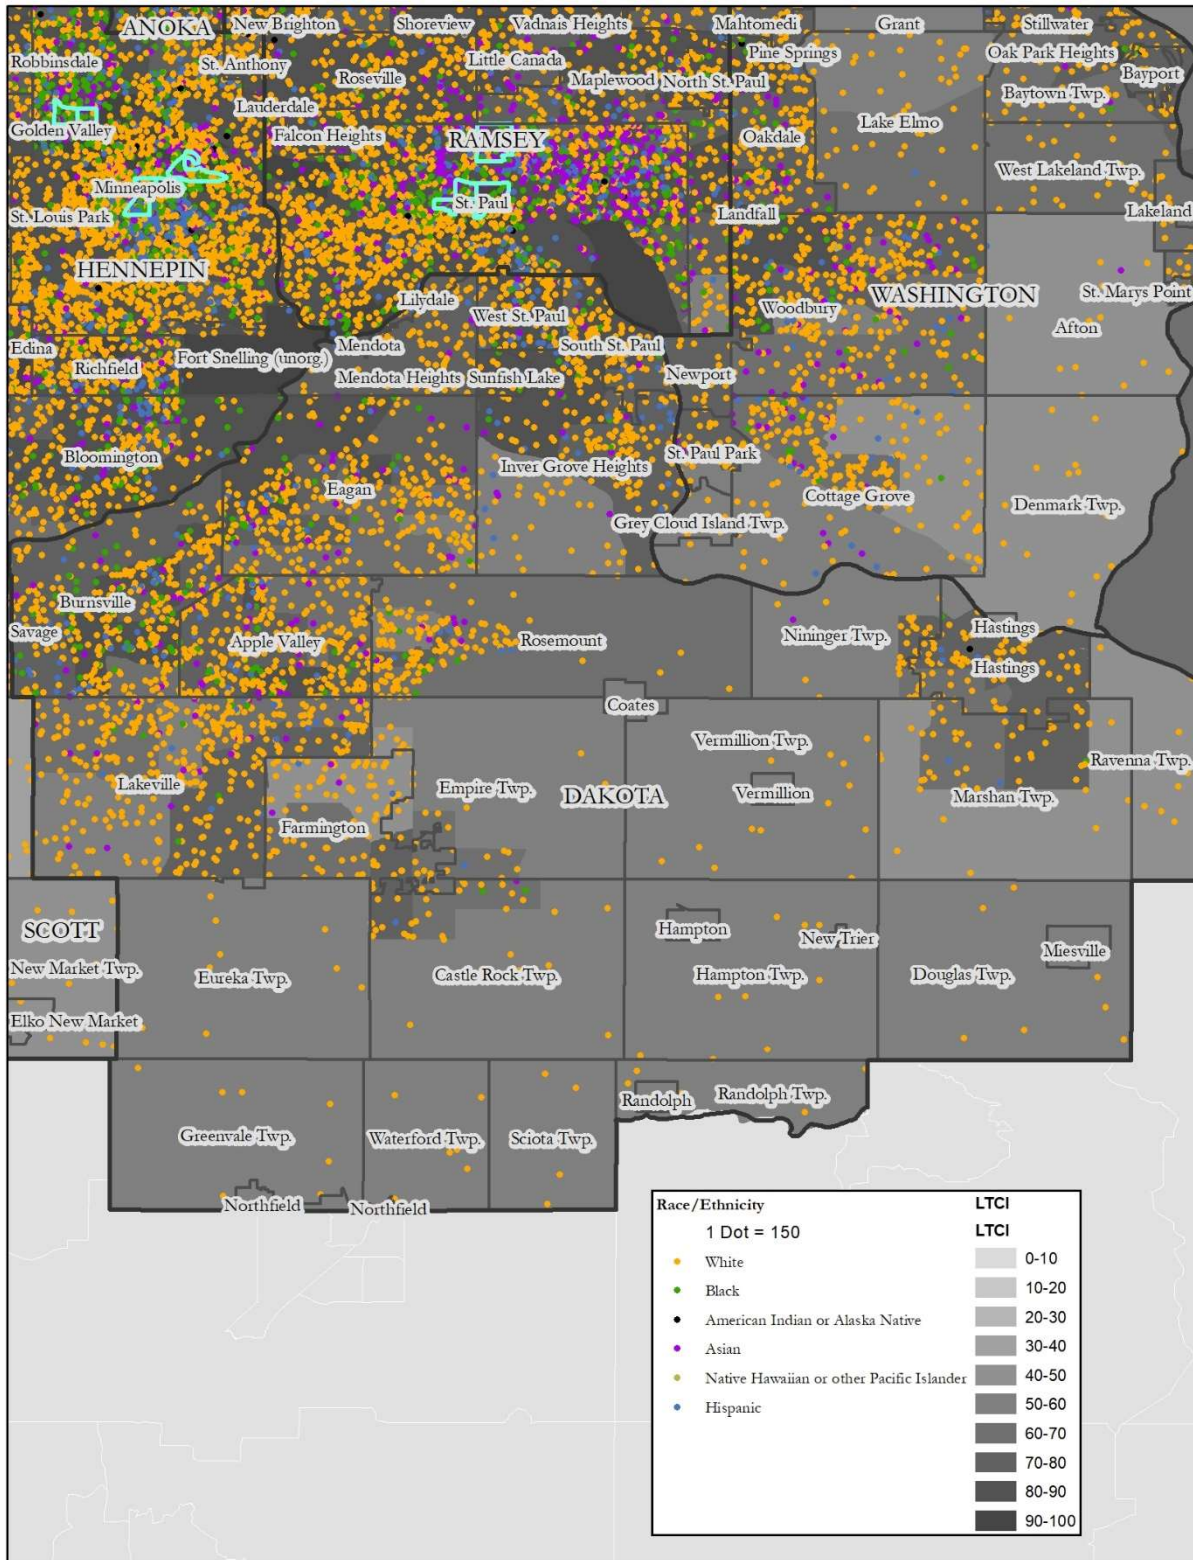 ANOKA
New Brighton
Shoreview
Vadnais Heights
Mahtomedi
Grant
Stillwater
Robbinsdale
St. Anthony
Roseville
Little Canada
Maplewood
North St. Paul
Pine Springs
Oak Park Heights
Bayport
Baytown Twp.
Lauderdale
Golden Valley
Falcon Heights
RAMSEY
Oakdale
Lake Elmo
West Lakeland Twp.
Minneapolis
St. Louis Park
St. Paul
Landfall
Lakeland
HENNEPIN
Lilydale
West St. Paul
Woodbury
WASHINGTON
St. Marys Point
Afton
Edina
Richfield
Fort Snelling (unorg.)
Mendota
South St. Paul
Mendota Heights
Sunfish Lake
Newport
Bloomington
Eagan
Inver Grove Heights
St. Paul Park
Cottage Grove
Denmark Twp.
Grey Cloud Island Twp.
Burnsville
Savage
Apple Valley
Rosemount
Nininger Twp.
Hastings
Hastings
Coates
Vermillion Twp.
Ravenna Twp.
Lakeville
Empire Twp.
DAKOTA
Vermillion
Marshan Twp.
Farmington
SCOTT
Hampton
New Trier
Miesville
New Market Twp.
Eureka Twp.
Castle Rock Twp.
Hampton Twp.
Douglas Twp.
Elko New Market
Randolph
Randolph Twp.
Greenvale Twp.
Waterford Twp.
Sciota Twp.
Northfield
Northfield
Race/Ethnicity
1 Dot = 150
White
Black
American Indian or Alaska Native
Asian
Native Hawaiian or other Pacific Islander
Hispanic
LTCI
LTCI
0-10
10-20
20-30
30-40
40-50
50-60
60-70
70-80
80-90
90-100